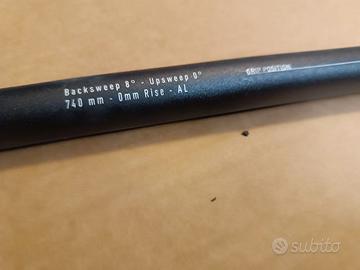 Backsweep 8° - Upsweep 0°
740 mm - 0mm Rise - AL
GRIP POSITION
subito